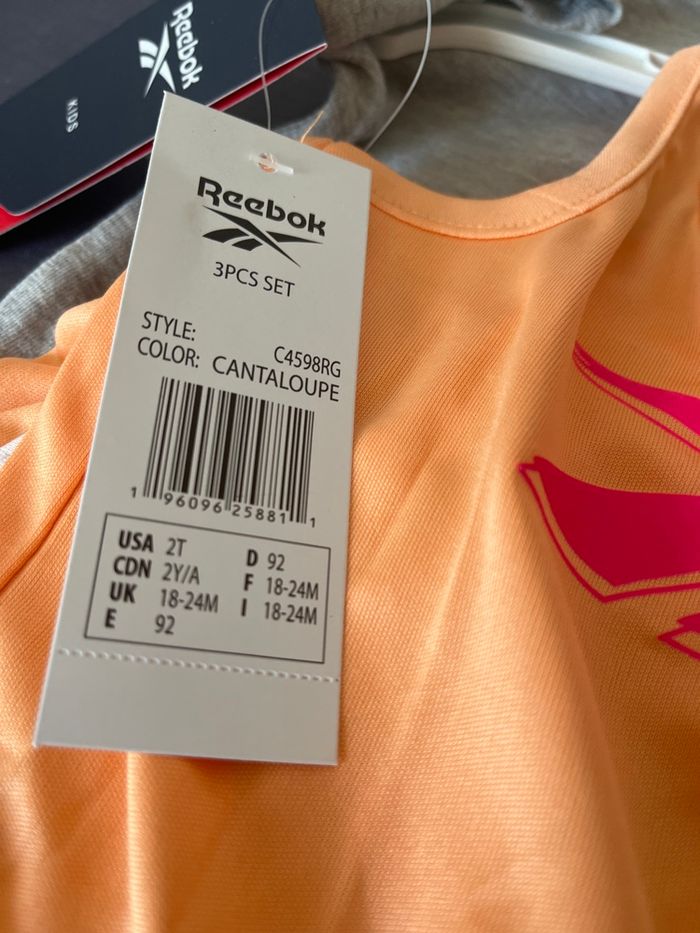 Reebok
KIDS
Reebok
3PCS SET
STYLE: C4598RG
COLOR: CANTALOUPE
1 96096 25881 1
USA 2T D 92
CDN 2Y/A F 18-24M
UK 18-24M I 18-24M
E 92